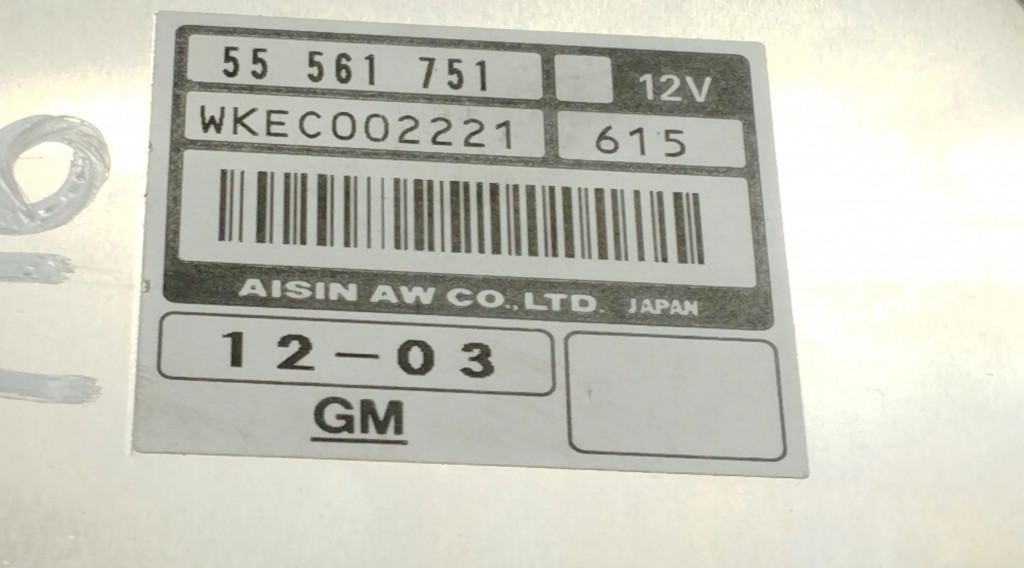 55 561 751 12V
WKEC002221 615
AISIN AW CO.,LTD. JAPAN
12-03
GM